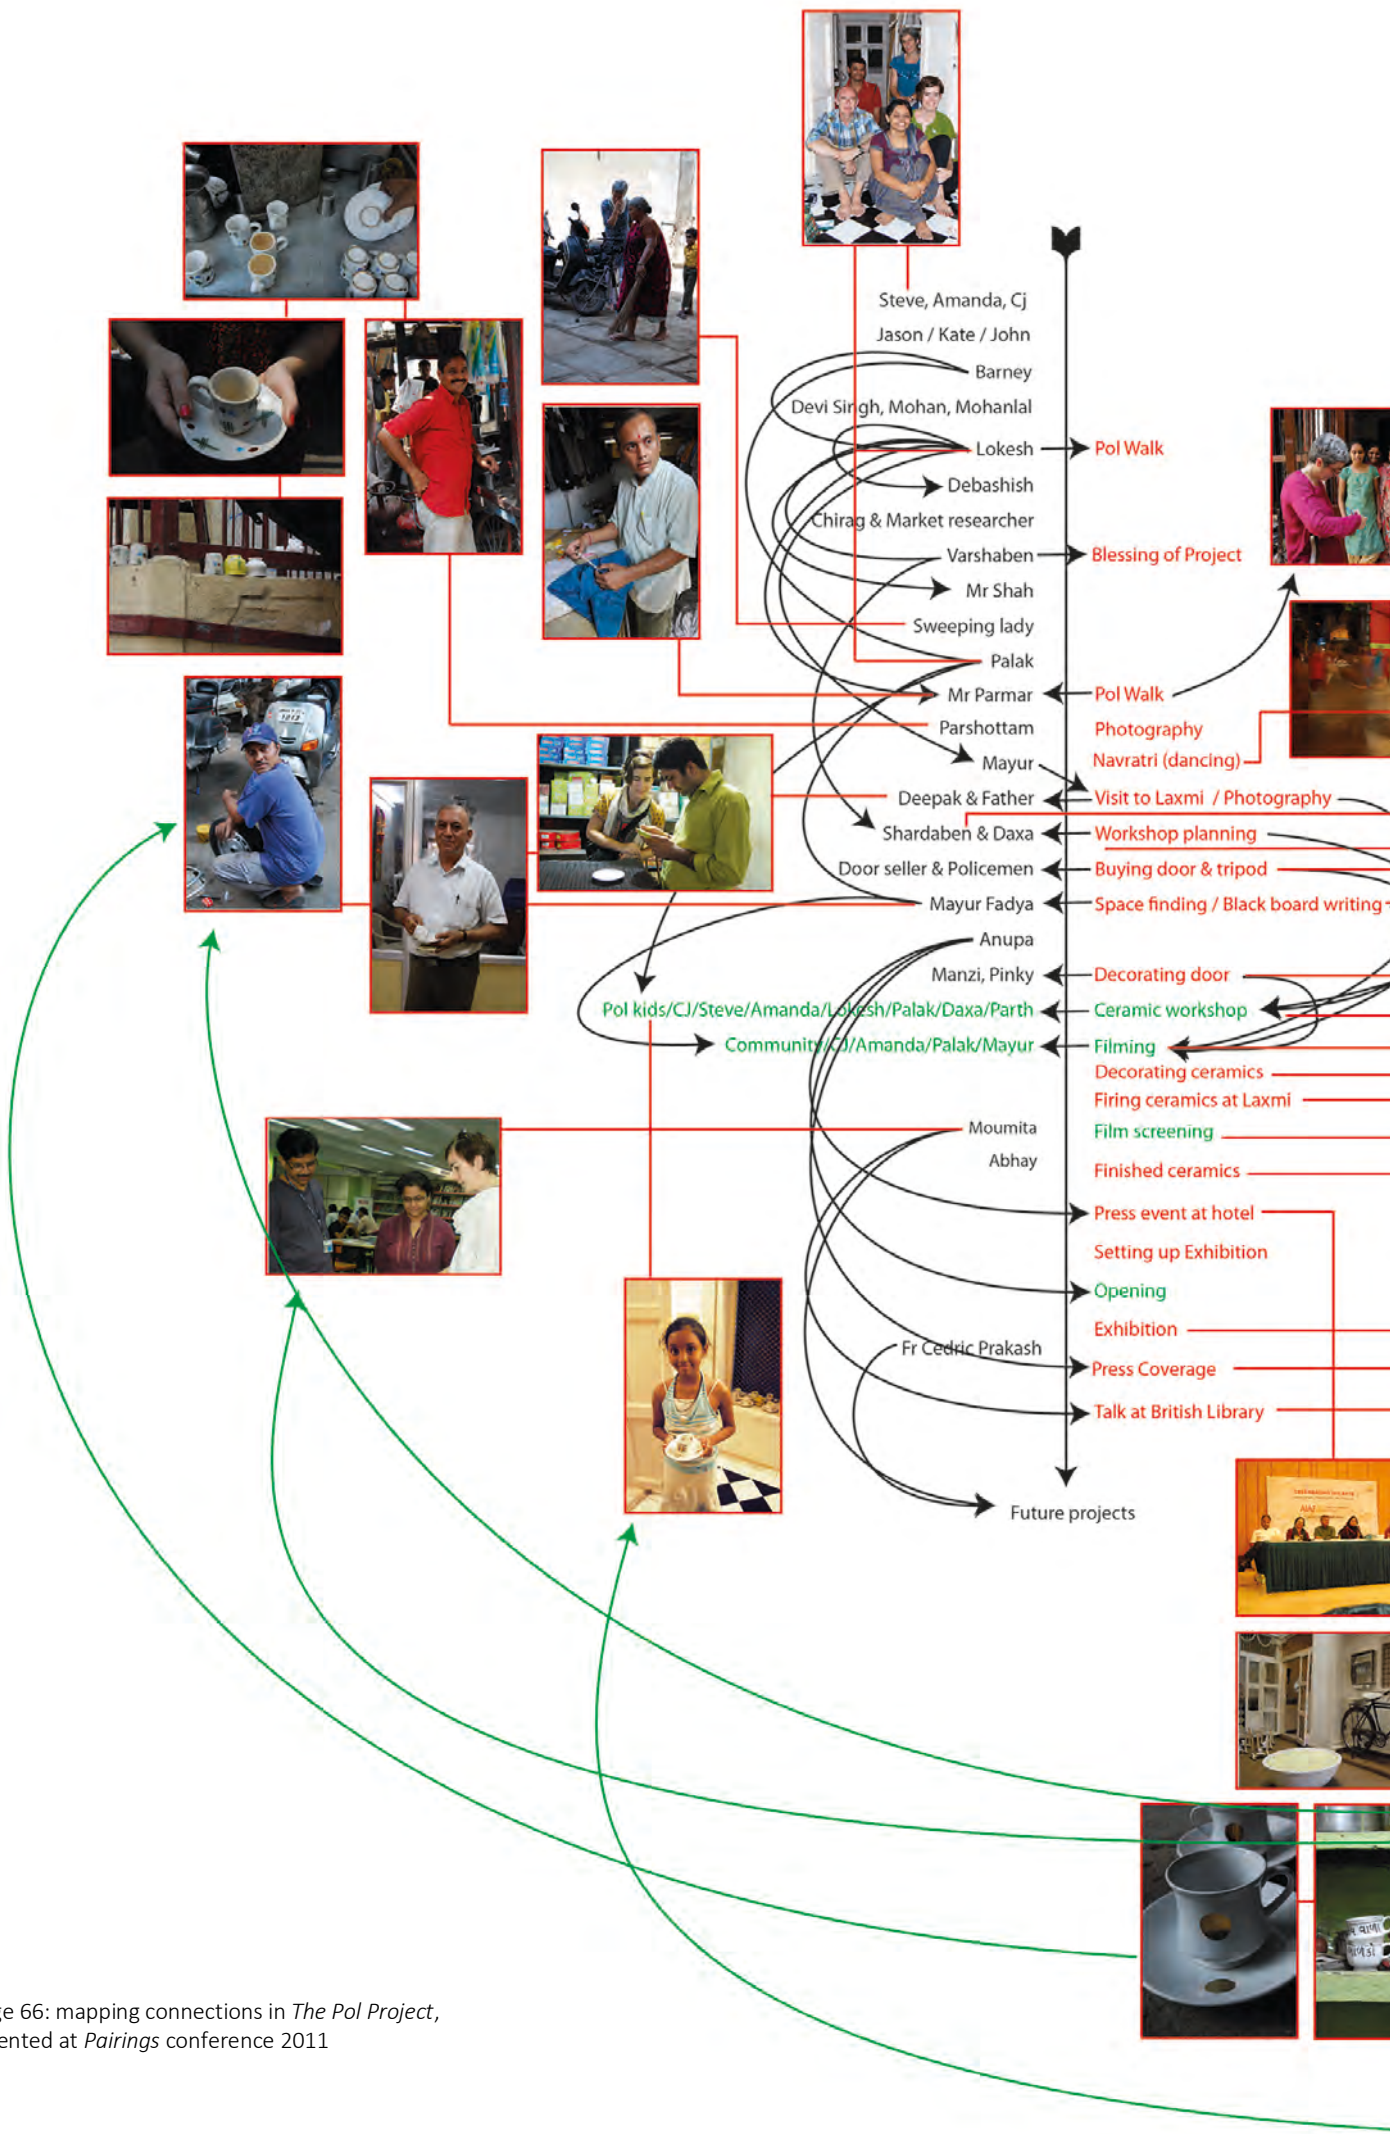 Steve, Amanda, Cj
Jason / Kate / John
Barney
Devi Singh, Mohan, Mohanlal
Lokesh
Pol Walk
Debashish
Chirag & Market researcher
Varshaben
Blessing of Project
Mr Shah
Sweeping lady
Palak
Mr Parmar
Pol Walk
Parshottam
Photography
Mayur
Navratri (dancing)
Deepak & Father
Visit to Laxmi / Photography
Shardaben & Daxa
Workshop planning
Door seller & Policemen
Buying door & tripod
Mayur Fadya
Space finding / Black board writing
Anupa
Manzi, Pinky
Decorating door
Pol kids/CJ/Steve/Amanda/Lokesh/Palak/Daxa/Parth
Ceramic workshop
Community/CJ/Amanda/Palak/Mayur
Filming
Decorating ceramics
Firing ceramics at Laxmi
Moumita
Film screening
Abhay
Finished ceramics
Press event at hotel
Setting up Exhibition
Opening
Exhibition
Fr Cedric Prakash
Press Coverage
Talk at British Library
Future projects
ge 66: mapping connections in The Pol Project,
ented at Pairings conference 2011